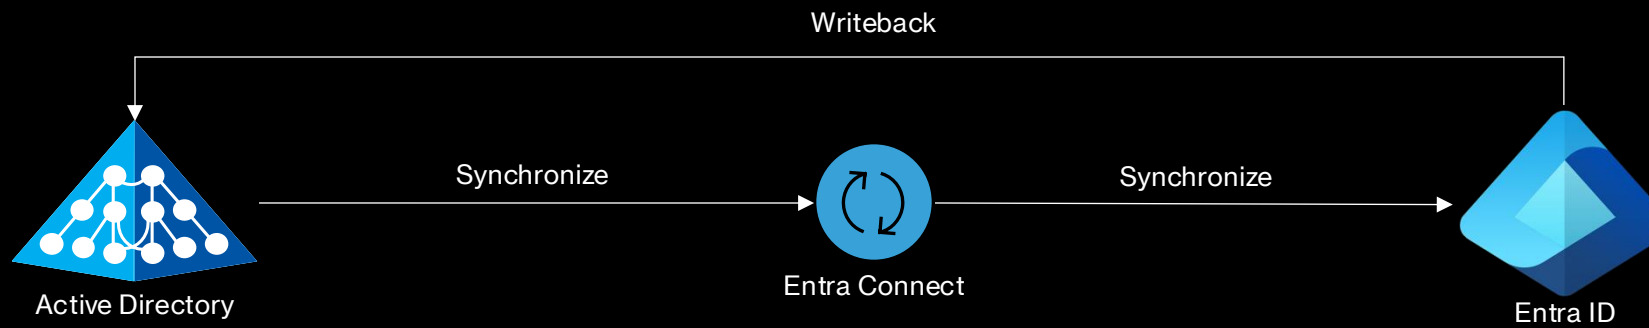 Writeback
Synchronize
Synchronize
Active Directory
Entra Connect
Entra ID